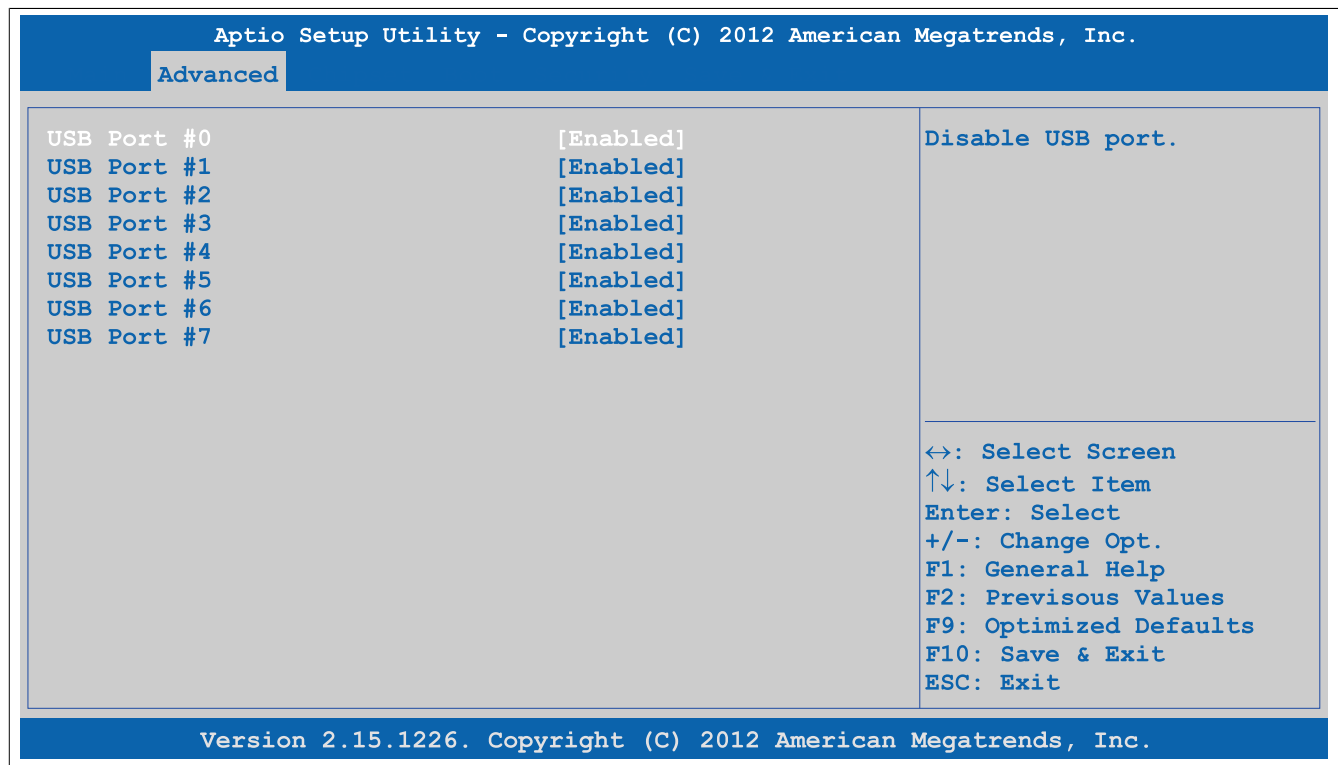 Aptio Setup Utility - Copyright (C) 2012 American Megatrends, Inc.
Advanced
USB Port #0 [Enabled]
USB Port #1 [Enabled]
USB Port #2 [Enabled]
USB Port #3 [Enabled]
USB Port #4 [Enabled]
USB Port #5 [Enabled]
USB Port #6 [Enabled]
USB Port #7 [Enabled]
Disable USB port.
↔: Select Screen
↑↓: Select Item
Enter: Select
+/-: Change Opt.
F1: General Help
F2: Previsous Values
F9: Optimized Defaults
F10: Save & Exit
ESC: Exit
Version 2.15.1226. Copyright (C) 2012 American Megatrends, Inc.